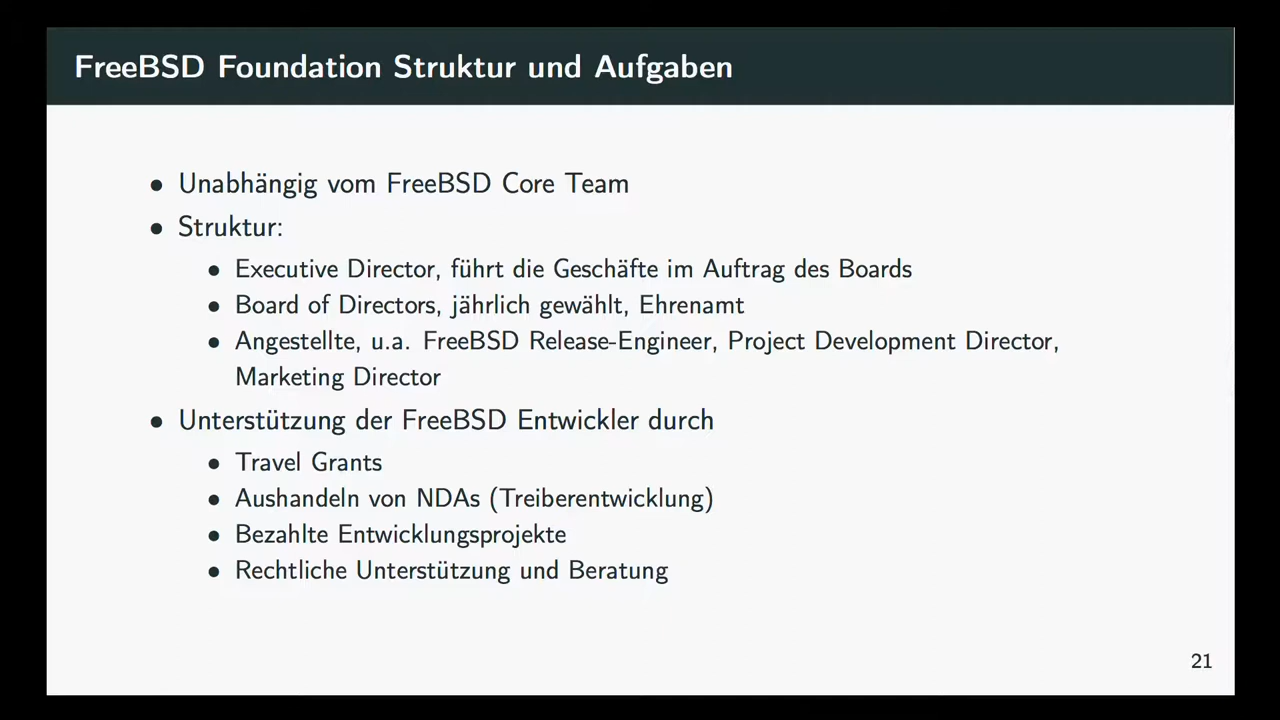 FreeBSD Foundation Struktur und Aufgaben
• Unabhängig vom FreeBSD Core Team
• Struktur:
• Executive Director, führt die Geschäfte im Auftrag des Boards
• Board of Directors, jährlich gewählt, Ehrenamt
• Angestellte, u.a. FreeBSD Release-Engineer, Project Development Director,
Marketing Director
• Unterstützung der FreeBSD Entwickler durch
• Travel Grants
• Aushandeln von NDAs (Treiberentwicklung)
• Bezahlte Entwicklungsprojekte
• Rechtliche Unterstützung und Beratung
21